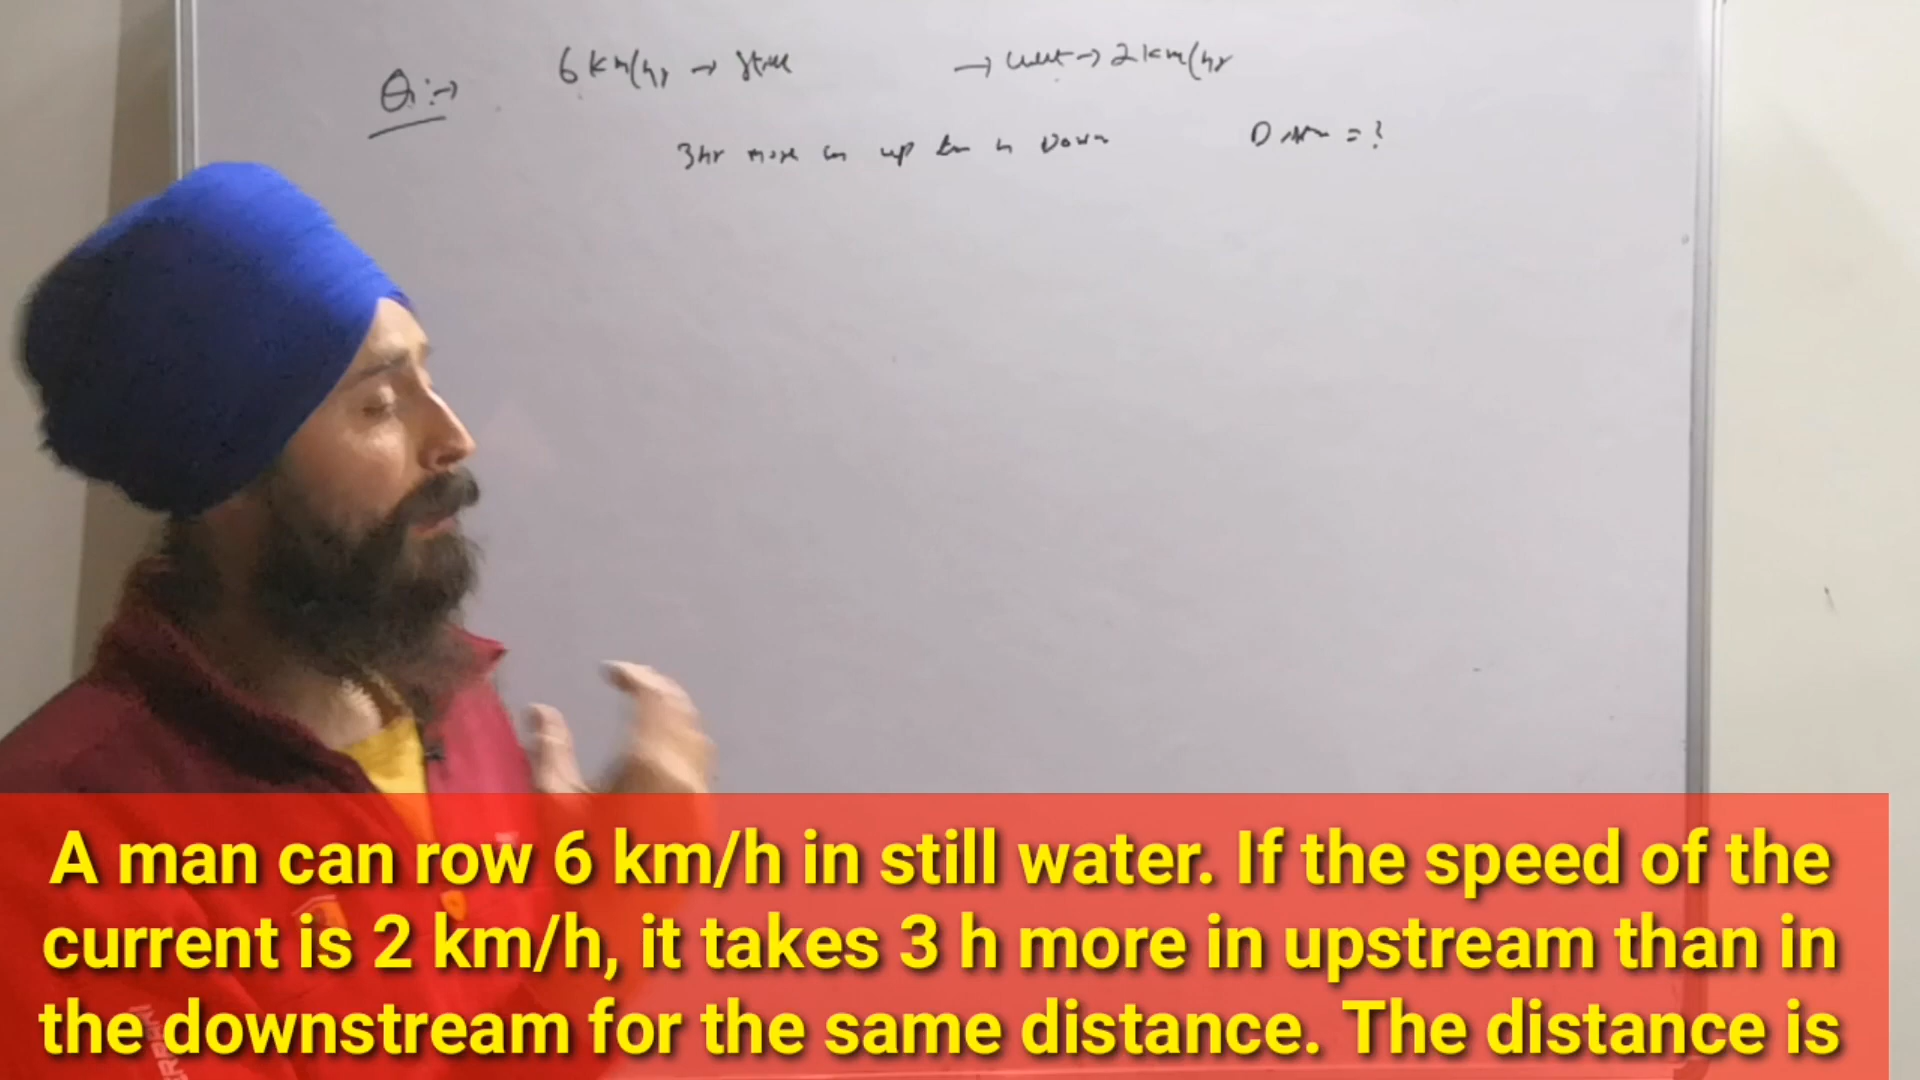 Q:→ 6 km/hr → still → → 2 km/hr
3hr more in up in Down D = ?
A man can row 6 km/h in still water. If the speed of the
current is 2 km/h, it takes 3 h more in upstream than in
the downstream for the same distance. The distance is